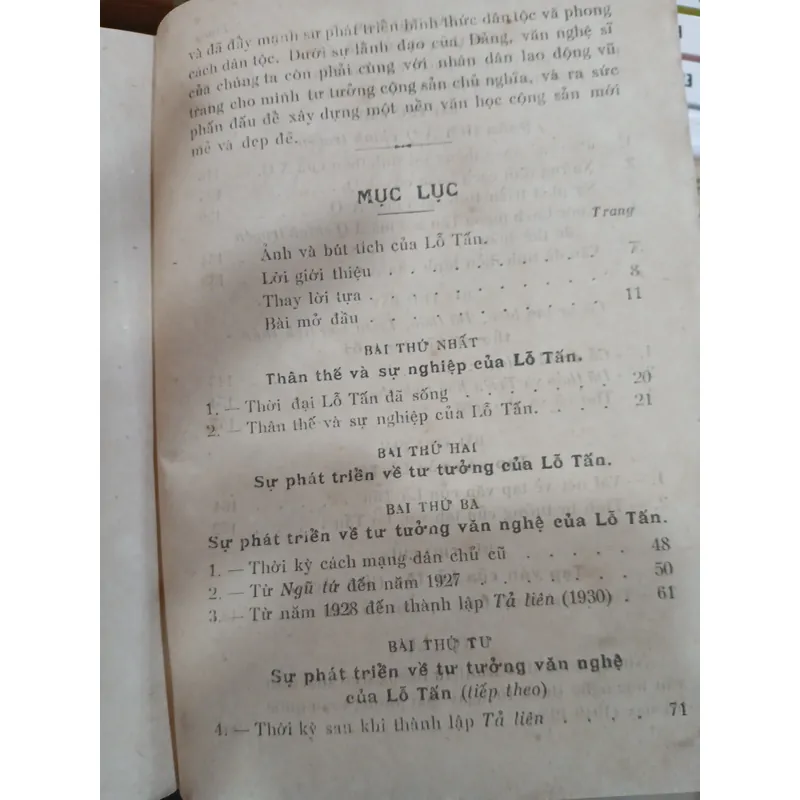 và đã đẩy mạnh sự phát triển hình thức dân tộc và phong
cách dân tộc. Dưới sự lãnh đạo của Đảng, văn nghệ sĩ
của chúng ta còn phải cùng với nhân dân lao động vũ
trang cho mình tư tưởng cộng sản chủ nghĩa, và ra sức
phấn đấu để xây dựng một nền văn học cộng sản mới
mẻ và đẹp đẽ.
MỤC LỤC
Trang
Ảnh và bút tích của Lỗ Tấn.
Lời giới thiệu . . . . . . . . . . . 7
Thay lời tựa . . . . . . . . . . . 8
Bài mở đầu . . . . . . . . . . . 11
BÀI THỨ NHẤT
Thân thế và sự nghiệp của Lỗ Tấn.
1. — Thời đại Lỗ Tấn đã sống . . . . . . . 20
2. — Thân thế và sự nghiệp của Lỗ Tấn. . . . . 21
BÀI THỨ HAI
Sự phát triển về tư tưởng của Lỗ Tấn.
BÀI THỨ BA
Sự phát triển về tư tưởng văn nghệ của Lỗ Tấn.
1. — Thời kỳ cách mạng dân chủ cũ . . . . . 48
2. — Từ Ngũ tứ đến năm 1927 . . . . . . . 50
3. — Từ năm 1928 đến thành lập Tả liên (1930) . 61
BÀI THỨ TƯ
Sự phát triển về tư tưởng văn nghệ
của Lỗ Tấn (tiếp theo)
4. — Thời kỳ sau khi thành lập Tả liên . . . . 71